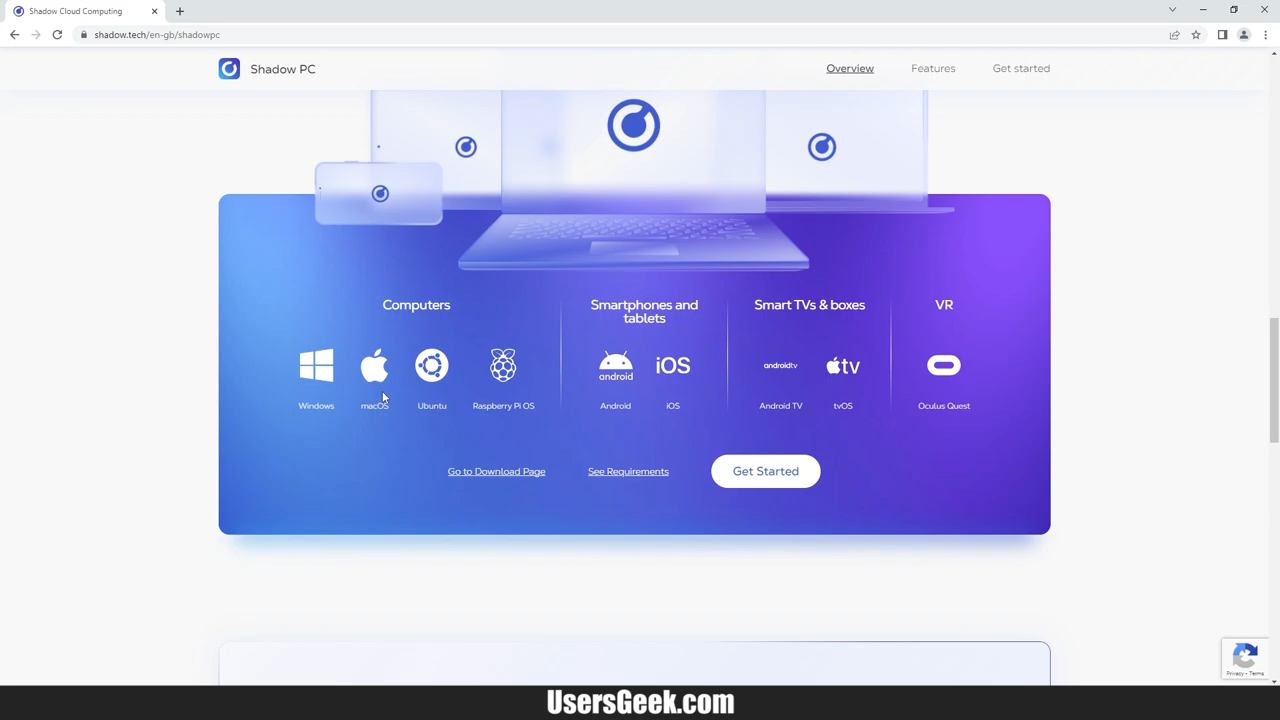 Shadow Cloud Computing
shadow.tech/en-gb/shadowpc
Shadow PC
Overview
Features
Get started
Computers
Smartphones and
tablets
Smart TVs & boxes
VR
android
iOS
androidtv
tv
Windows
macOS
Ubuntu
Raspberry Pi OS
Android
iOS
Android TV
tvOS
Oculus Quest
Go to Download Page
See Requirements
Get Started
Privacy - Terms
UsersGeek.com